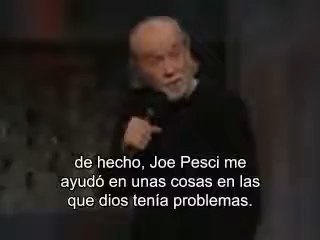 de hecho, Joe Pesci me
ayudó en unas cosas en las
que dios tenía problemas.